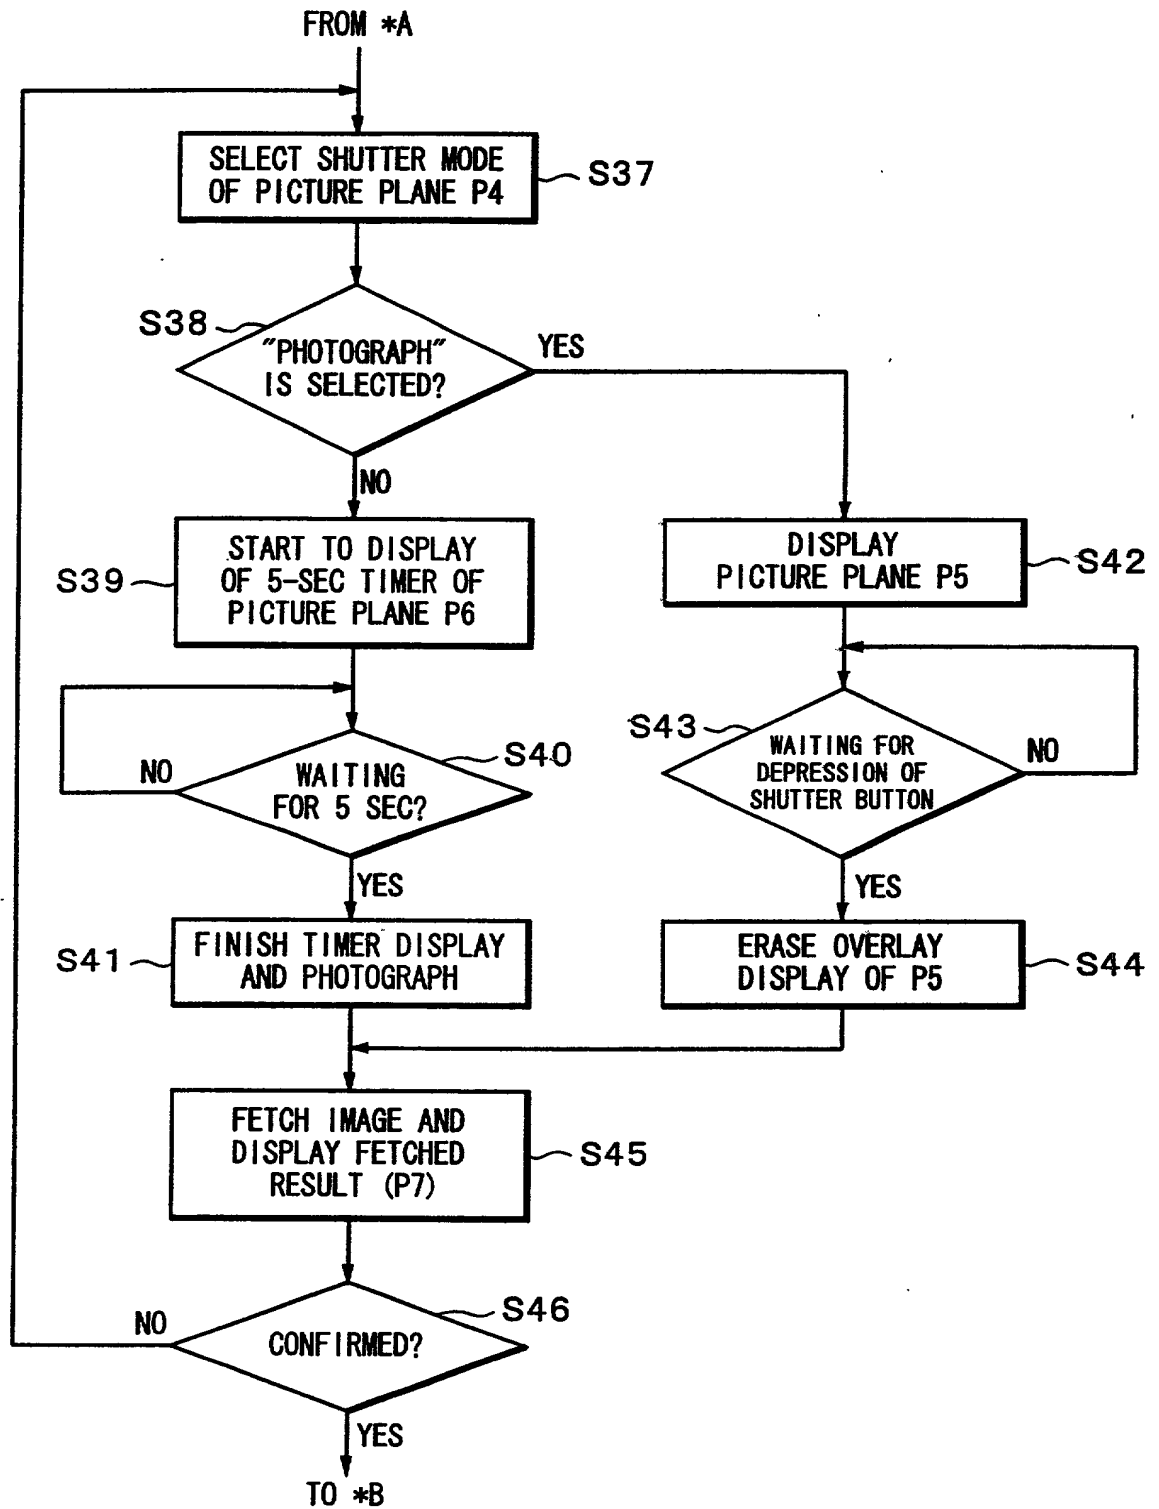 FROM *A
SELECT SHUTTER MODE
OF PICTURE PLANE P4
S37
S38
"PHOTOGRAPH"
IS SELECTED?
YES
NO
START TO DISPLAY
OF 5-SEC TIMER OF
PICTURE PLANE P6
S39
DISPLAY
PICTURE PLANE P5
S42
S40
WAITING
FOR 5 SEC?
NO
YES
S43
WAITING FOR
DEPRESSION OF
SHUTTER BUTTON
NO
YES
S41
FINISH TIMER DISPLAY
AND PHOTOGRAPH
ERASE OVERLAY
DISPLAY OF P5
S44
FETCH IMAGE AND
DISPLAY FETCHED
RESULT (P7)
S45
S46
CONFIRMED?
NO
YES
TO *B